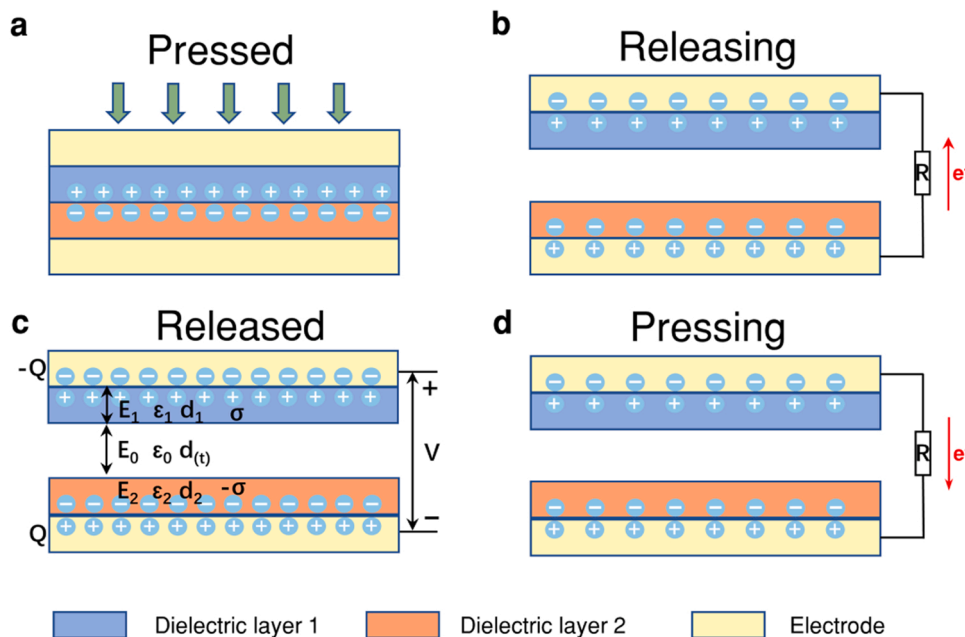 a
Pressed
b
Releasing
R
e
c
Released
-Q
E₁ ε₁ d₁ σ
+
E₀ ε₀ d₍ₜ₎
V
E₂ ε₂ d₂ -σ
Q
−
d
Pressing
R
e
Dielectric layer 1
Dielectric layer 2
Electrode